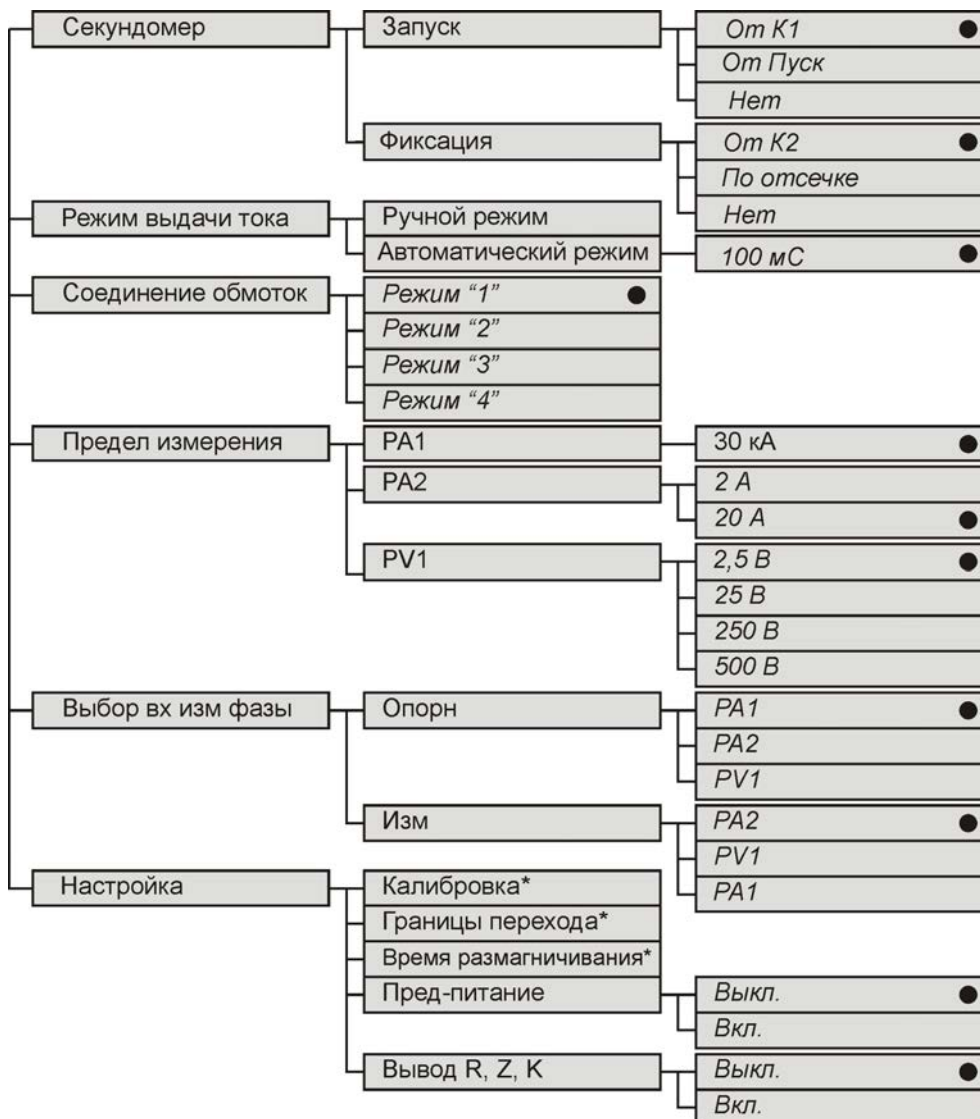 Секундомер
Запуск
От К1
От Пуск
Нет
Фиксация
От К2
По отсечке
Нет
Режим выдачи тока
Ручной режим
Автоматический режим
100 мС
Соединение обмоток
Режим “1”
Режим “2”
Режим “3”
Режим “4”
Предел измерения
PA1
30 кА
PA2
2 А
20 А
PV1
2,5 В
25 В
250 В
500 В
Выбор вх изм фазы
Опорн
PA1
PA2
PV1
Изм
PA2
PV1
PA1
Настройка
Калибровка*
Границы перехода*
Время размагничивания*
Пред-питание
Выкл.
Вкл.
Вывод R, Z, K
Выкл.
Вкл.